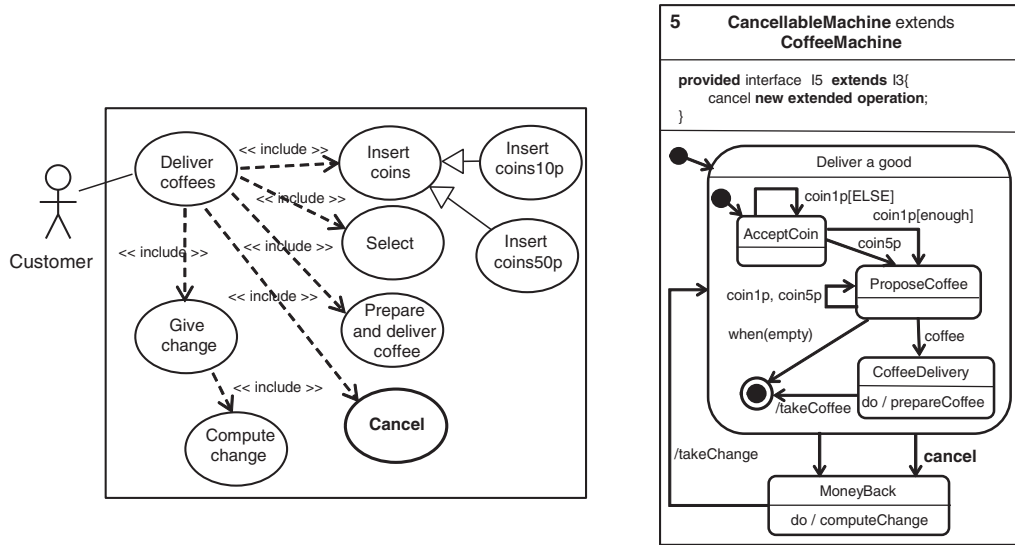 Customer
Deliver
coffees
<< include >>
Insert
coins
Insert
coins10p
<< include >>
Select
Insert
coins50p
<< include >>
<< include >>
<< include >>
Give
change
Prepare
and deliver
coffee
<< include >>
Compute
change
Cancel
5 CancellableMachine extends
CoffeeMachine
provided interface I5 extends I3{
cancel new extended operation;
}
Deliver a good
coin1p[ELSE]
coin1p[enough]
AcceptCoin
coin5p
ProposeCoffee
coin1p, coin5p
when(empty)
coffee
CoffeeDelivery
do / prepareCoffee
/takeCoffee
/takeChange
cancel
MoneyBack
do / computeChange